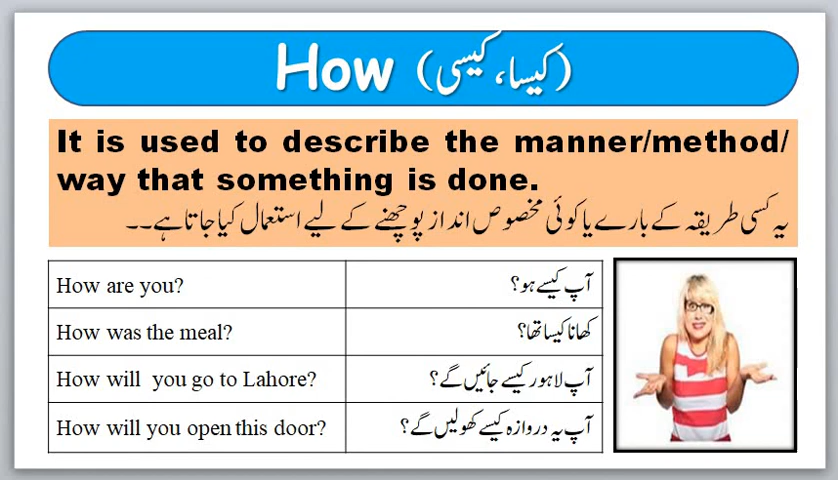 How (کیسا، کیسی)
It is used to describe the manner/method/
way that something is done.
یہ کسی طریقہ کے بارے یا کوئی مخصوص انداز پوچھنے کے لیے استعمال کیا جاتا ہے۔۔
How are you? آپ کیسے ہو؟
How was the meal? کھانا کیسا تھا؟
How will you go to Lahore? آپ لاہور کیسے جائیں گے؟
How will you open this door? آپ یہ دروازہ کیسے کھولیں گے؟